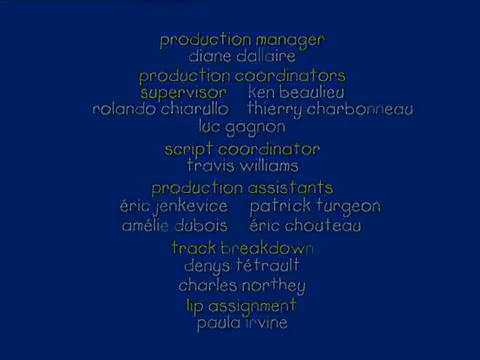 production manager
diane dallaire
production coordinators
supervisor ken beaulieu
rolando chiarullo thierry charbonneau
luc gagnon
script coordinator
travis williams
production assistants
éric jenkevice patrick turgeon
amélie dubois éric chouteau
track breakdown
denys tétrault
charles northey
lip assignment
paula irvine